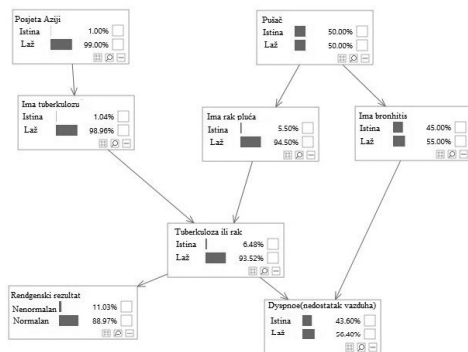 Posjeta Aziji
Istina 1.00%
Laž 99.00%
Pušač
Istina 50.00%
Laž 50.00%
Ima tuberkulozu
Istina 1.04%
Laž 98.96%
Ima rak pluća
Istina 5.50%
Laž 94.50%
Ima bronhitis
Istina 45.00%
Laž 55.00%
Tuberkuloza ili rak
Istina 6.48%
Laž 93.52%
Rendgenski rezultat
Nenormalan 11.03%
Normalan 88.97%
Dyspnoe(nedostatak vazduha)
Istina 43.60%
Laž 56.40%